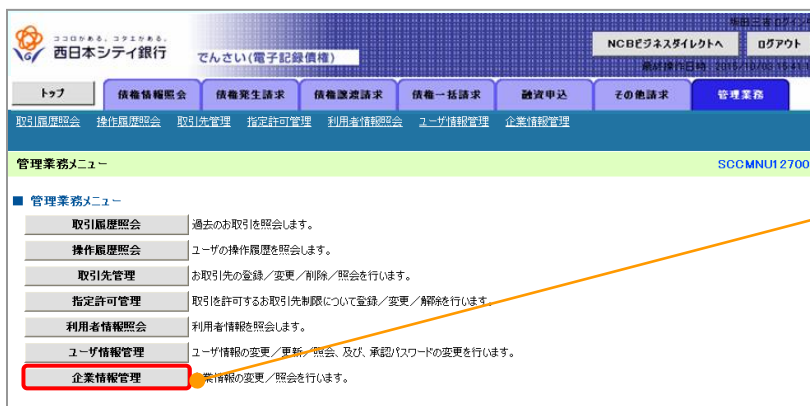 ココロがある。コタエがある。
西日本シティ銀行
でんさい(電子記録債権)
NCBビジネスダイレクトへ
ログアウト
トップ
債権情報照会
債権発生請求
債権譲渡請求
債権一括請求
融資申込
その他請求
管理業務
取引履歴照会 操作履歴照会 取引先管理 指定許可管理 利用者情報照会 ユーザ情報管理 企業情報管理
管理業務メニュー
SCCMNU12700
■ 管理業務メニュー
取引履歴照会 過去のお取引を照会します。
操作履歴照会 ユーザの操作履歴を照会します。
取引先管理 お取引先の登録／変更／削除／照会を行います。
指定許可管理 取引を許可するお取引先制限について登録／変更／解除を行います。
利用者情報照会 利用者情報を照会します。
ユーザ情報管理 ユーザ情報の変更／更新／照会、及び、承認パスワードの変更を行います。
企業情報管理 業情報の変更／照会を行います。